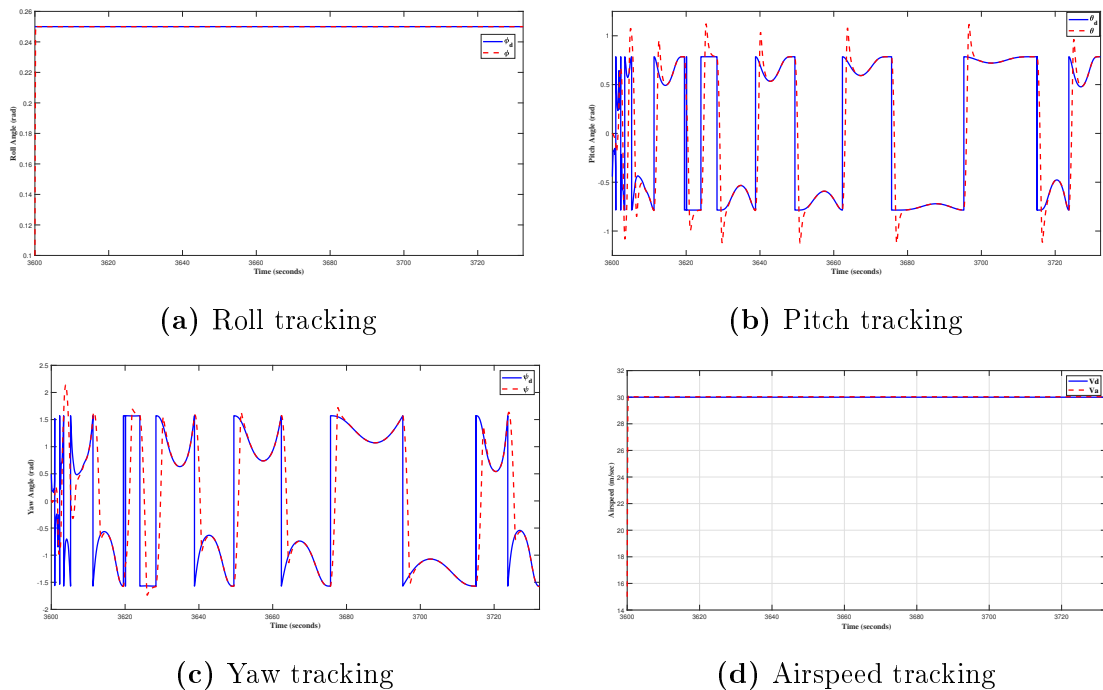 0.26
0.24
0.22
0.2
0.18
0.16
0.14
0.12
0.1
Roll Angle (rad)
ϕd
ϕ
3600 3620 3640 3660 3680 3700 3720
Time (seconds)
(a) Roll tracking
1
0.5
0
-0.5
-1
Pitch Angle (rad)
θd
θ
3600 3620 3640 3660 3680 3700 3720
Time (seconds)
(b) Pitch tracking
2.5
2
1.5
1
0.5
0
-0.5
-1
-1.5
-2
Yaw Angle (rad)
ψd
ψ
3600 3620 3640 3660 3680 3700 3720
Time (seconds)
(c) Yaw tracking
32
30
28
26
24
22
20
18
16
14
Airspeed (m/sec)
Vd
Va
3600 3620 3640 3660 3680 3700 3720
Time (seconds)
(d) Airspeed tracking